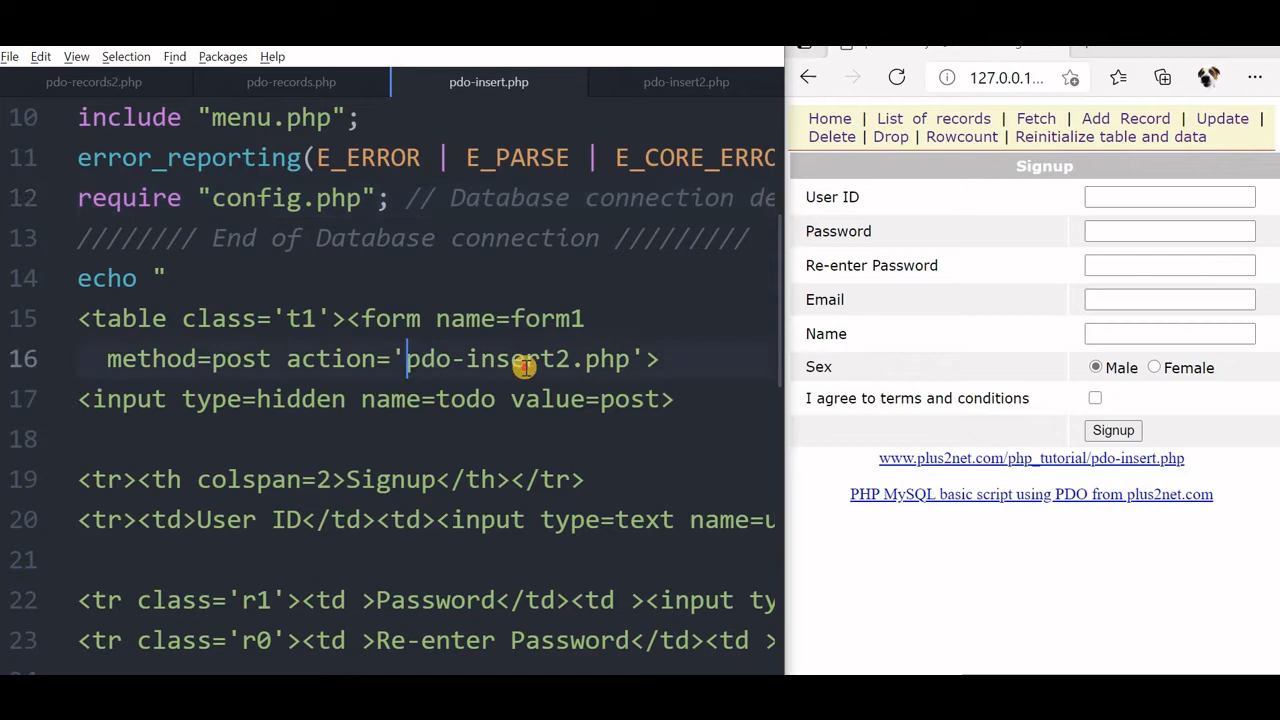 File Edit View Selection Find Packages Help
pdo-records2.php pdo-records.php pdo-insert.php pdo-insert2.php
10 include "menu.php";
11 error_reporting(E_ERROR | E_PARSE | E_CORE_ERRO
12 require "config.php"; // Database connection de
13 //////// End of Database connection /////////
14 echo "
15 <table class='t1'><form name=form1
16 method=post action='pdo-insert2.php'>
17 <input type=hidden name=todo value=post>
18
19 <tr><th colspan=2>Signup</th></tr>
20 <tr><td>User ID</td><td><input type=text name=u
21
22 <tr class='r1'><td >Password</td><td ><input ty
23 <tr class='r0'><td >Re-enter Password</td><td >
127.0.0.1...
Home | List of records | Fetch | Add Record | Update |
Delete | Drop | Rowcount | Reinitialize table and data
Signup
User ID
Password
Re-enter Password
Email
Name
Sex Male Female
I agree to terms and conditions
Signup
www.plus2net.com/php_tutorial/pdo-insert.php
PHP MySQL basic script using PDO from plus2net.com